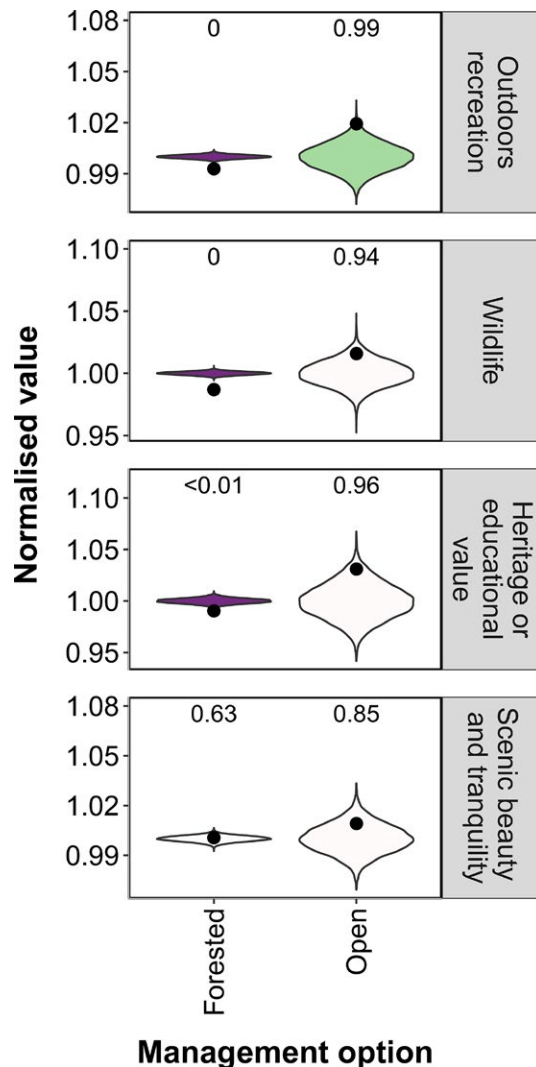 Normalised value
1.08
1.05
1.02
0.99
0
0.99
Outdoors
recreation
1.10
1.05
1.00
0.95
0
0.94
Wildlife
1.10
1.05
1.00
0.95
<0.01
0.96
Heritage or
educational
value
1.08
1.05
1.02
0.99
0.63
0.85
Scenic beauty
and tranquility
Forested
Open
Management option